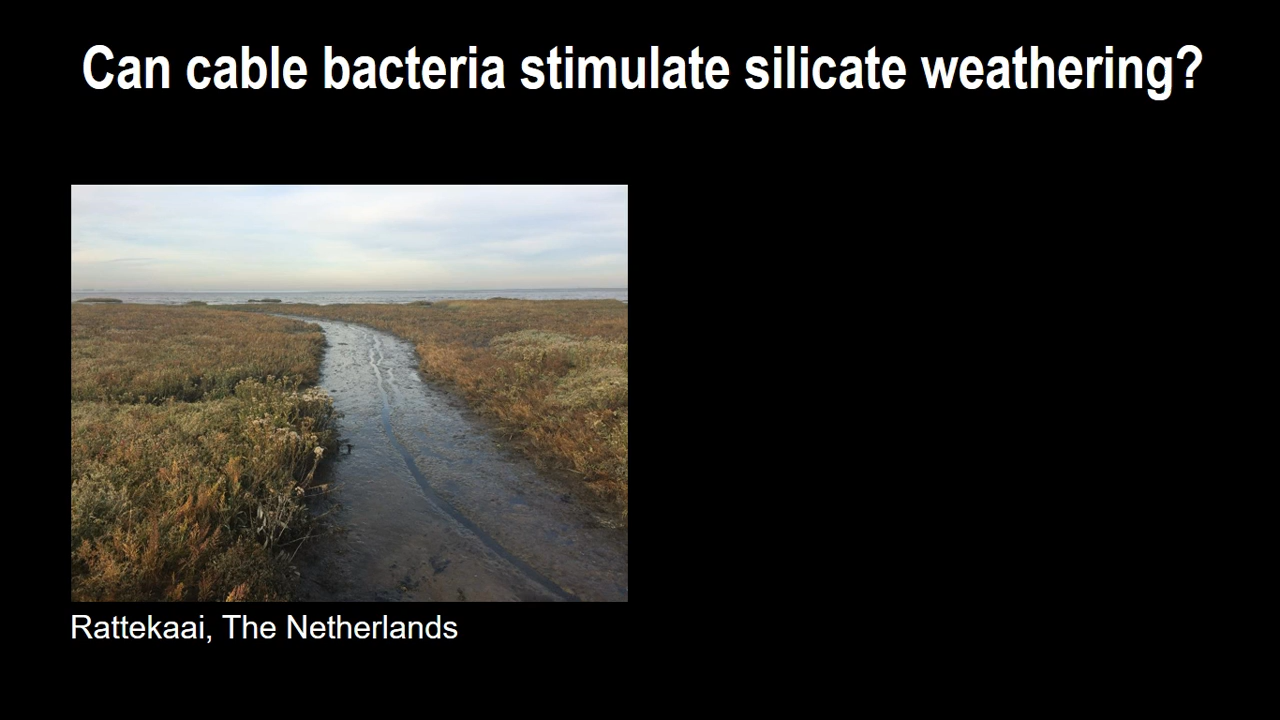 Can cable bacteria stimulate silicate weathering?
Rattekaai, The Netherlands